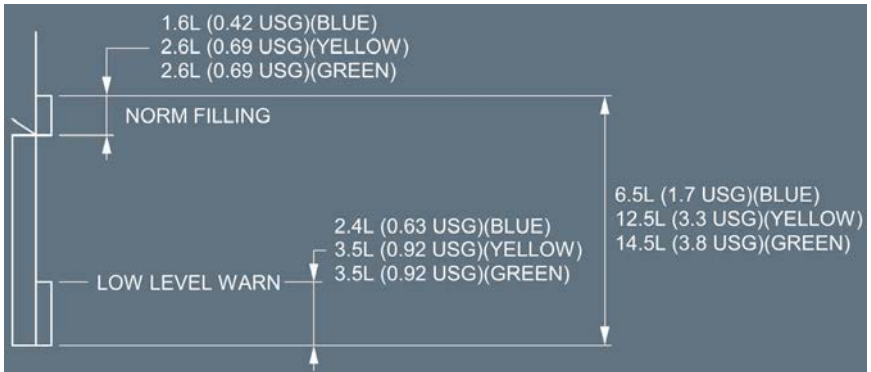 1.6L (0.42 USG)(BLUE)
2.6L (0.69 USG)(YELLOW)
2.6L (0.69 USG)(GREEN)
NORM FILLING
6.5L (1.7 USG)(BLUE)
12.5L (3.3 USG)(YELLOW)
14.5L (3.8 USG)(GREEN)
2.4L (0.63 USG)(BLUE)
3.5L (0.92 USG)(YELLOW)
3.5L (0.92 USG)(GREEN)
LOW LEVEL WARN